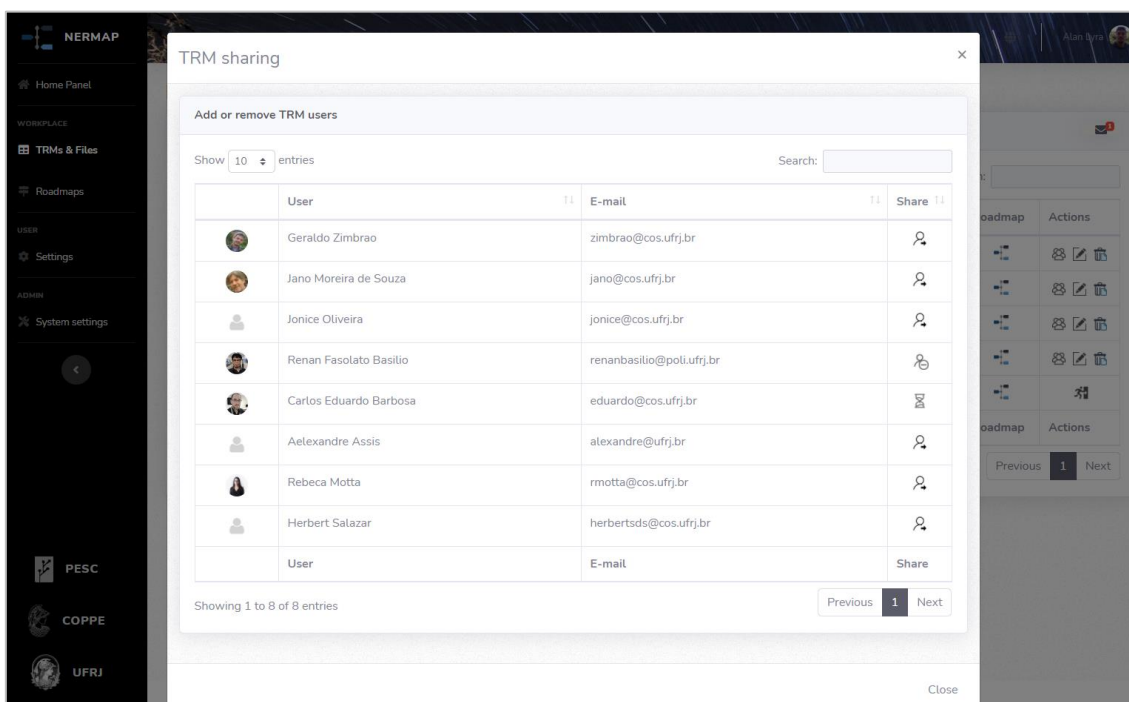 NERMAP
Alan Lyra
TRM sharing
×
Home Panel
Add or remove TRM users
WORKPLACE
1
TRMs & Files
Show 10 entries
Search:
Roadmaps
User E-mail Share
oadmap Actions
USER
Geraldo Zimbrao zimbrao@cos.ufrj.br
Settings
Jano Moreira de Souza jano@cos.ufrj.br
ADMIN
System settings
Jonice Oliveira jonice@cos.ufrj.br
Renan Fasolato Basilio renanbasilio@poli.ufrj.br
Carlos Eduardo Barbosa eduardo@cos.ufrj.br
oadmap Actions
Aelexandre Assis alexandre@ufrj.br
Previous 1 Next
Rebeca Motta rmotta@cos.ufrj.br
Herbert Salazar herbertsds@cos.ufrj.br
User E-mail Share
PESC
Showing 1 to 8 of 8 entries
Previous 1 Next
COPPE
UFRJ
Close